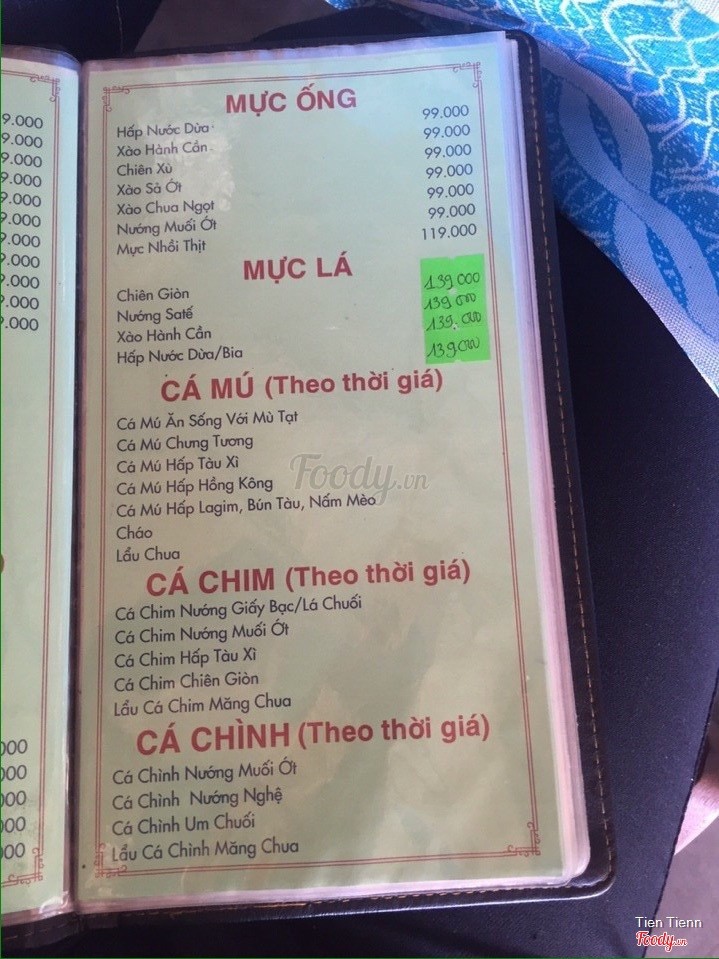 MỰC ỐNG
Hấp Nước Dừa 99.000
Xào Hành Cần 99.000
Chiên Xù 99.000
Xào Sả Ớt 99.000
Xào Chua Ngọt 99.000
Nướng Muối Ớt 99.000
Mực Nhồi Thịt 119.000
MỰC LÁ
Chiên Giòn 139.000
Nướng Satế 139.000
Xào Hành Cần 139.000
Hấp Nước Dừa/Bia 139.000
CÁ MÚ (Theo thời giá)
Cá Mú Ăn Sống Với Mù Tạt
Cá Mú Chưng Tương
Cá Mú Hấp Tàu Xì
Cá Mú Hấp Hồng Kông
Cá Mú Hấp Lagim, Bún Tàu, Nấm Mèo
Cháo
Lẩu Chua
CÁ CHIM (Theo thời giá)
Cá Chim Nướng Giấy Bạc/Lá Chuối
Cá Chim Nướng Muối Ớt
Cá Chim Hấp Tàu Xì
Cá Chim Chiên Giòn
Lẩu Cá Chim Măng Chua
CÁ CHÌNH (Theo thời giá)
Cá Chình Nướng Muối Ớt
Cá Chình Nướng Nghệ
Cá Chình Um Chuối
Lẩu Cá Chình Măng Chua
Foody.vn
Tien Tienn
Foody.vn